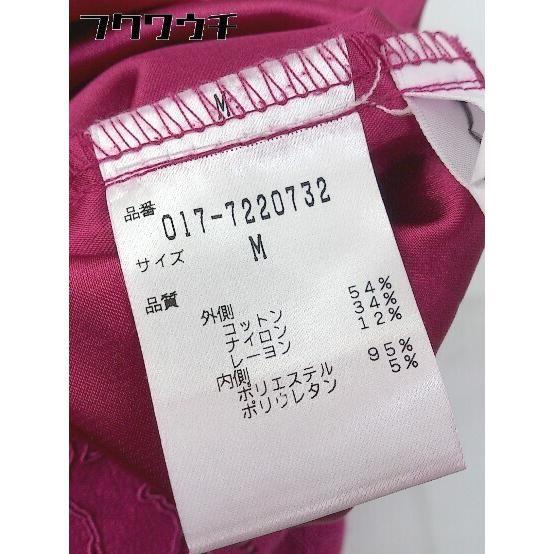 フクワウチ
M
品番 017-7220732
サイズ M
品質
外側
コットン 54%
ナイロン 34%
レーヨン 12%
内側
ポリエステル 95%
ポリウレタン 5%